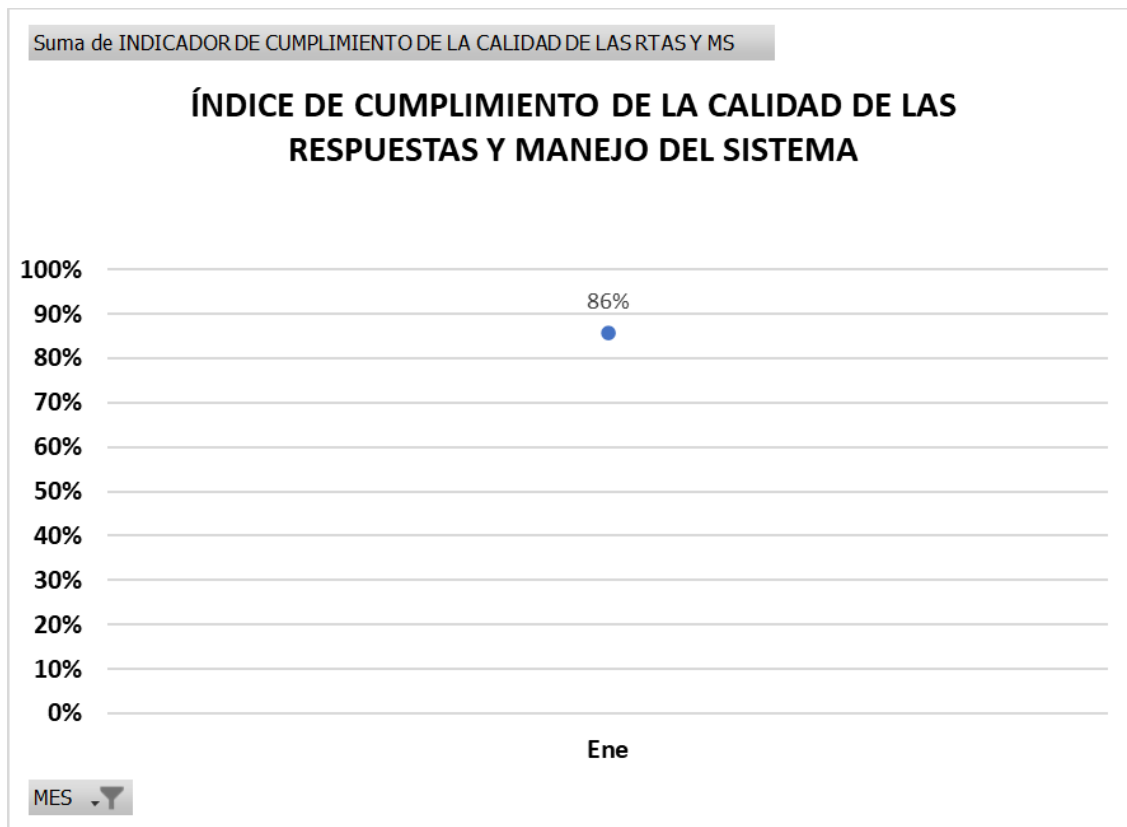 Suma de INDICADOR DE CUMPLIMIENTO DE LA CALIDAD DE LAS RTAS Y MS
ÍNDICE DE CUMPLIMIENTO DE LA CALIDAD DE LAS
RESPUESTAS Y MANEJO DEL SISTEMA
100%
86%
90%
80%
70%
60%
50%
40%
30%
20%
10%
0%
Ene
MES